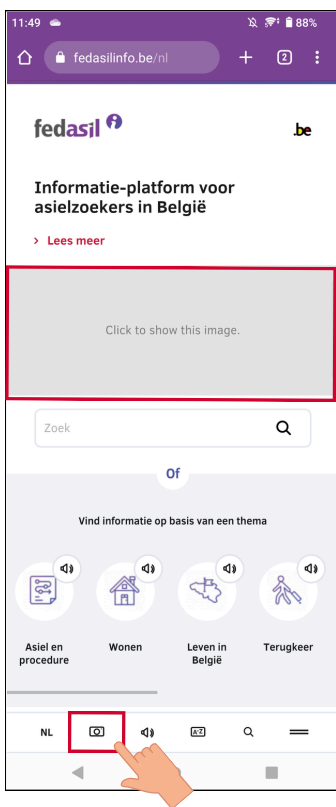 11:49 88%
fedasilinfo.be/nl 2
fedasil i .be
Informatie-platform voor
asielzoekers in België
> Lees meer
Click to show this image.
Zoek
Of
Vind informatie op basis van een thema
Asiel en
procedure
Wonen
Leven in
België
Terugkeer
NL A-Z